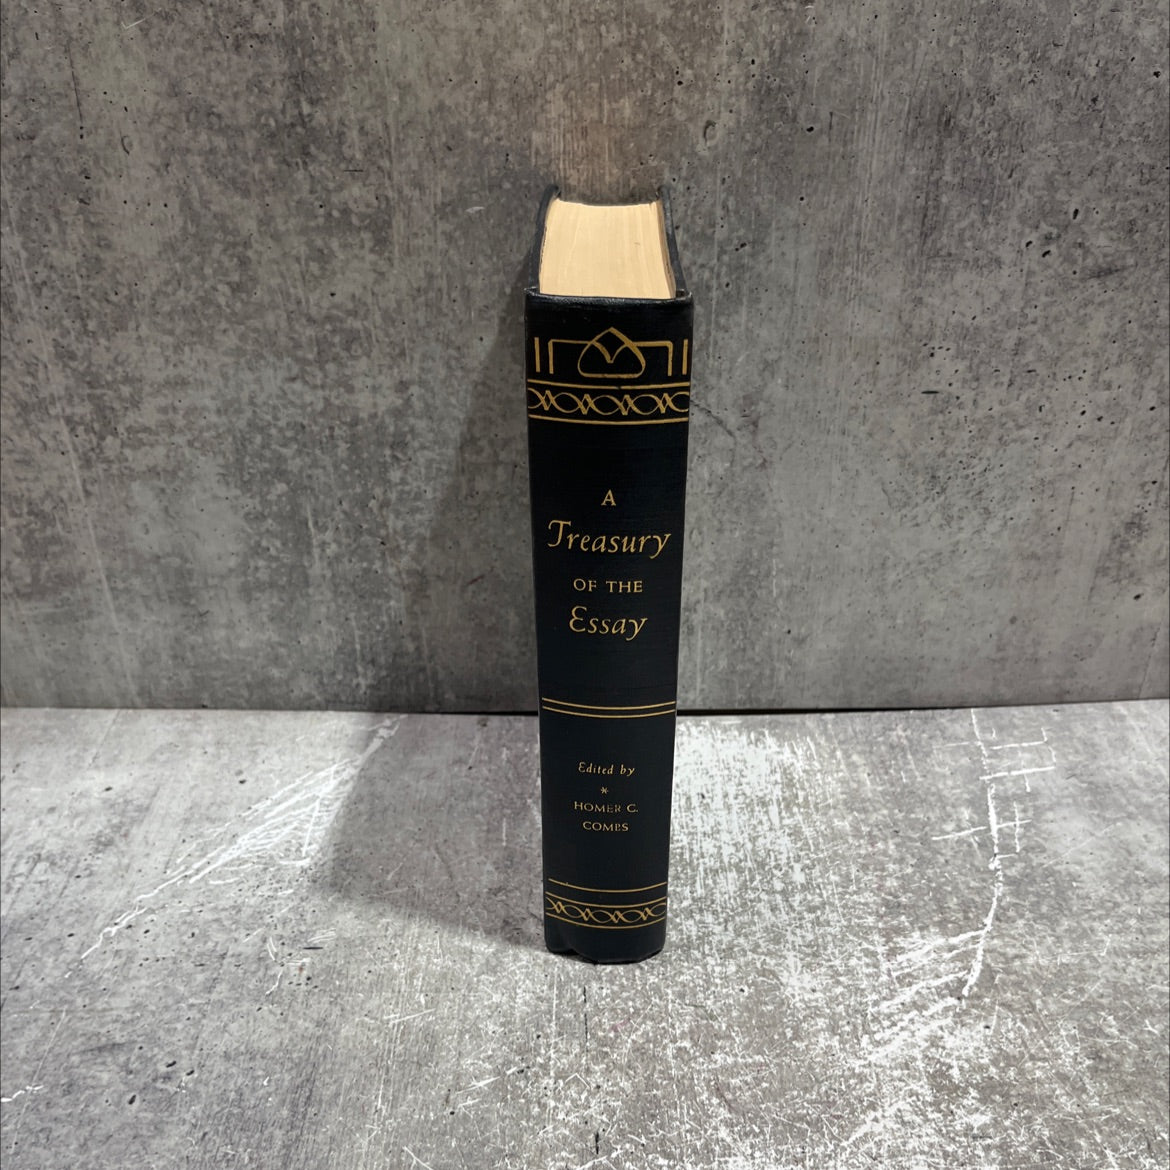 A
Treasury
OF THE
Essay
Edited by
*
HOMER C.
COMBS